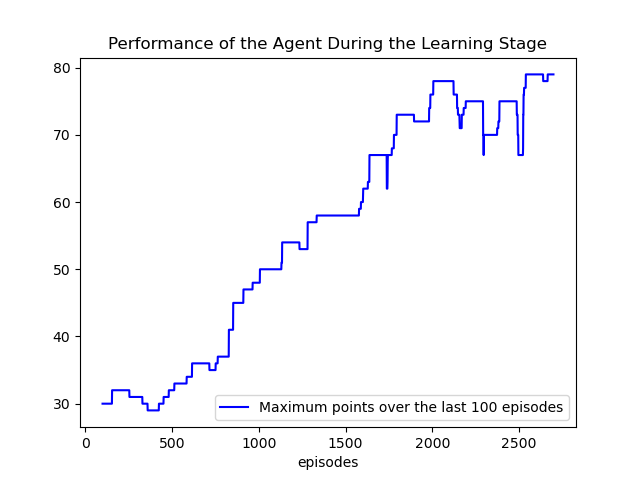 Performance of the Agent During the Learning Stage
80
70
60
50
40
30
Maximum points over the last 100 episodes
0 500 1000 1500 2000 2500
episodes